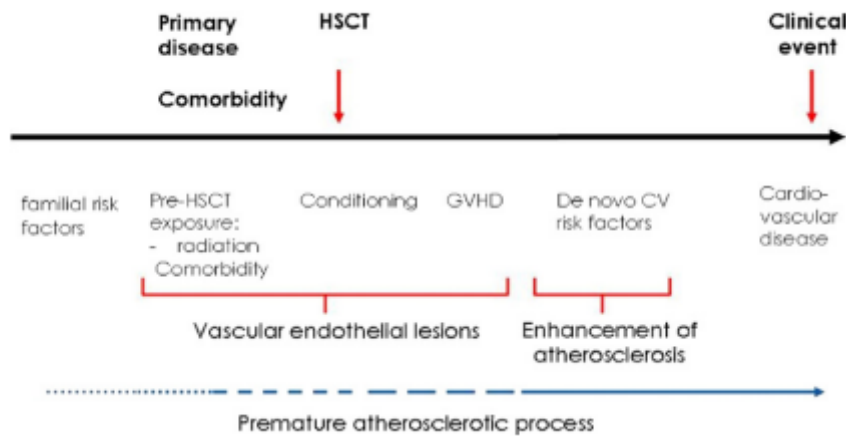 Primary
disease
HSCT
Clinical
event
Comorbidity
familial risk
factors
Pre-HSCT
exposure:
- radiation
Comorbidity
Conditioning
GVHD
De novo CV
risk factors
Cardio-
vascular
disease
Vascular endothelial lesions
Enhancement of
atherosclerosis
Premature atherosclerotic process